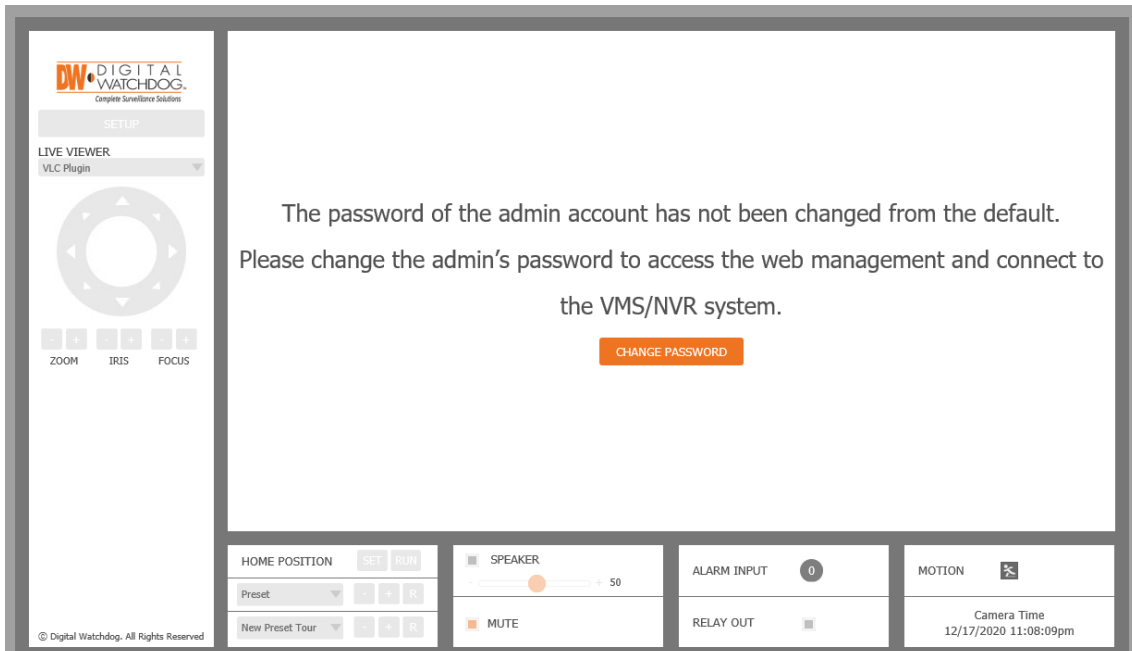 DW DIGITAL
WATCHDOG®
Complete Surveillance Solutions
SETUP
LIVE VIEWER
VLC Plugin
- + - + - +
ZOOM IRIS FOCUS
© Digital Watchdog. All Rights Reserved
The password of the admin account has not been changed from the default.
Please change the admin’s password to access the web management and connect to
the VMS/NVR system.
CHANGE PASSWORD
HOME POSITION SET RUN
Preset - + R
New Preset Tour - + R
SPEAKER
- + 50
MUTE
ALARM INPUT 0
RELAY OUT
MOTION
Camera Time
12/17/2020 11:08:09pm